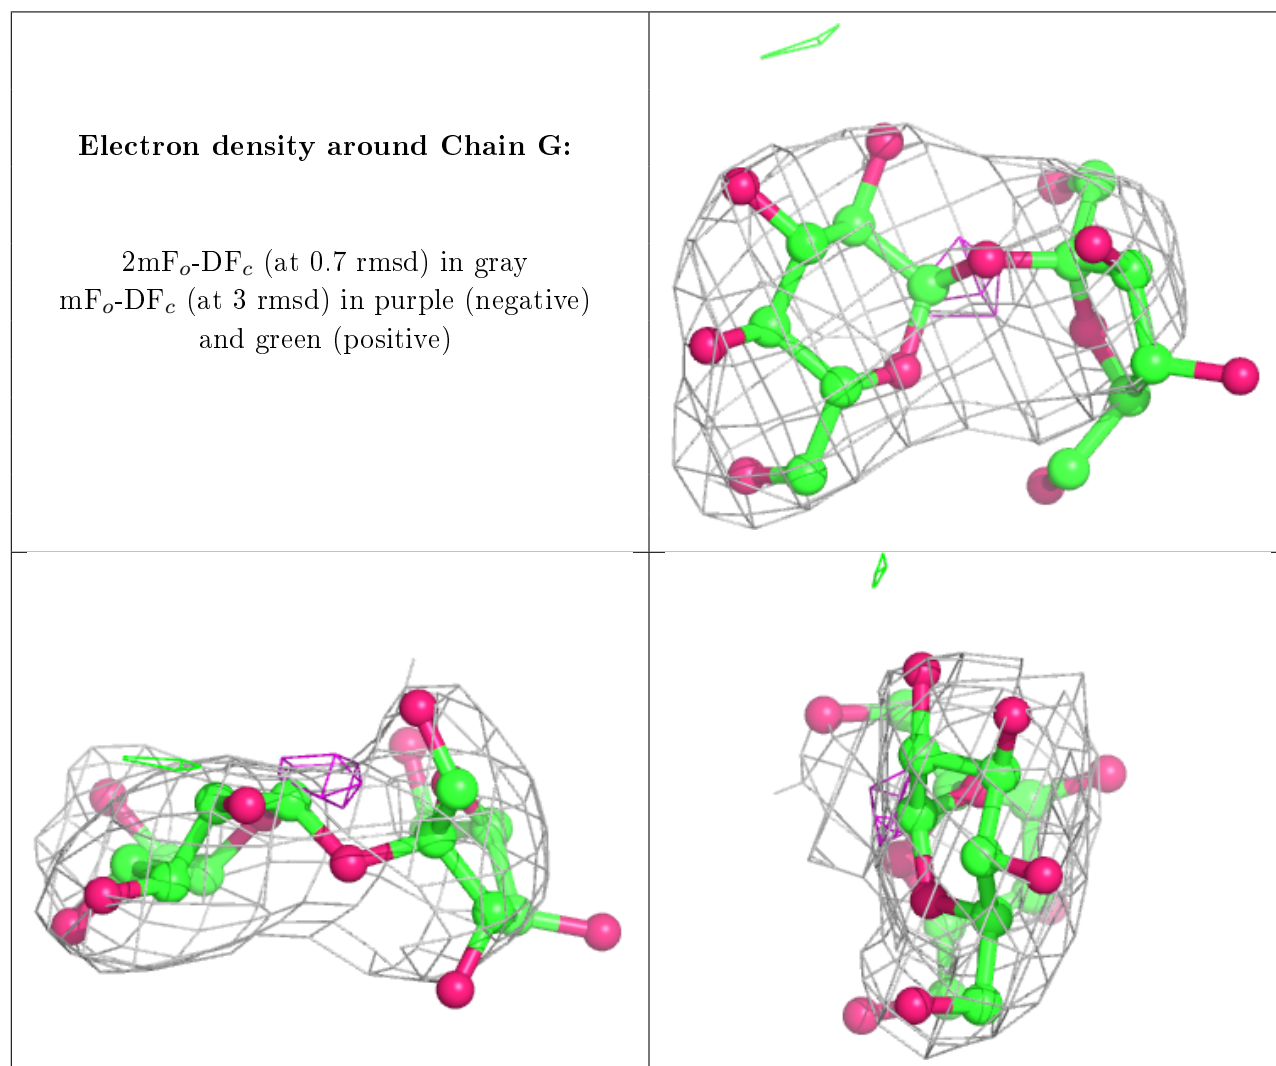 Electron density around Chain G:
2mFo-DFc (at 0.7 rmsd) in gray
mFo-DFc (at 3 rmsd) in purple (negative)
and green (positive)